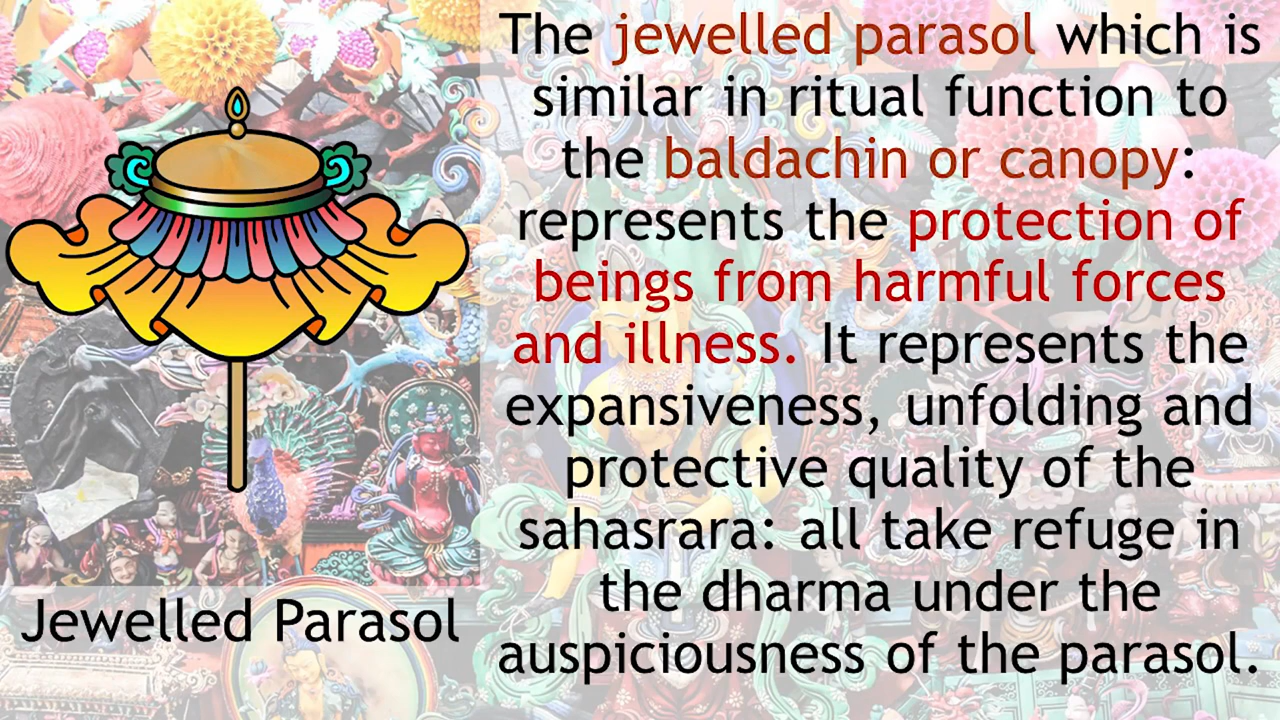 The jewelled parasol which is
similar in ritual function to
the baldachin or canopy:
represents the protection of
beings from harmful forces
and illness. It represents the
expansiveness, unfolding and
protective quality of the
sahasrara: all take refuge in
the dharma under the
auspiciousness of the parasol.
Jewelled Parasol